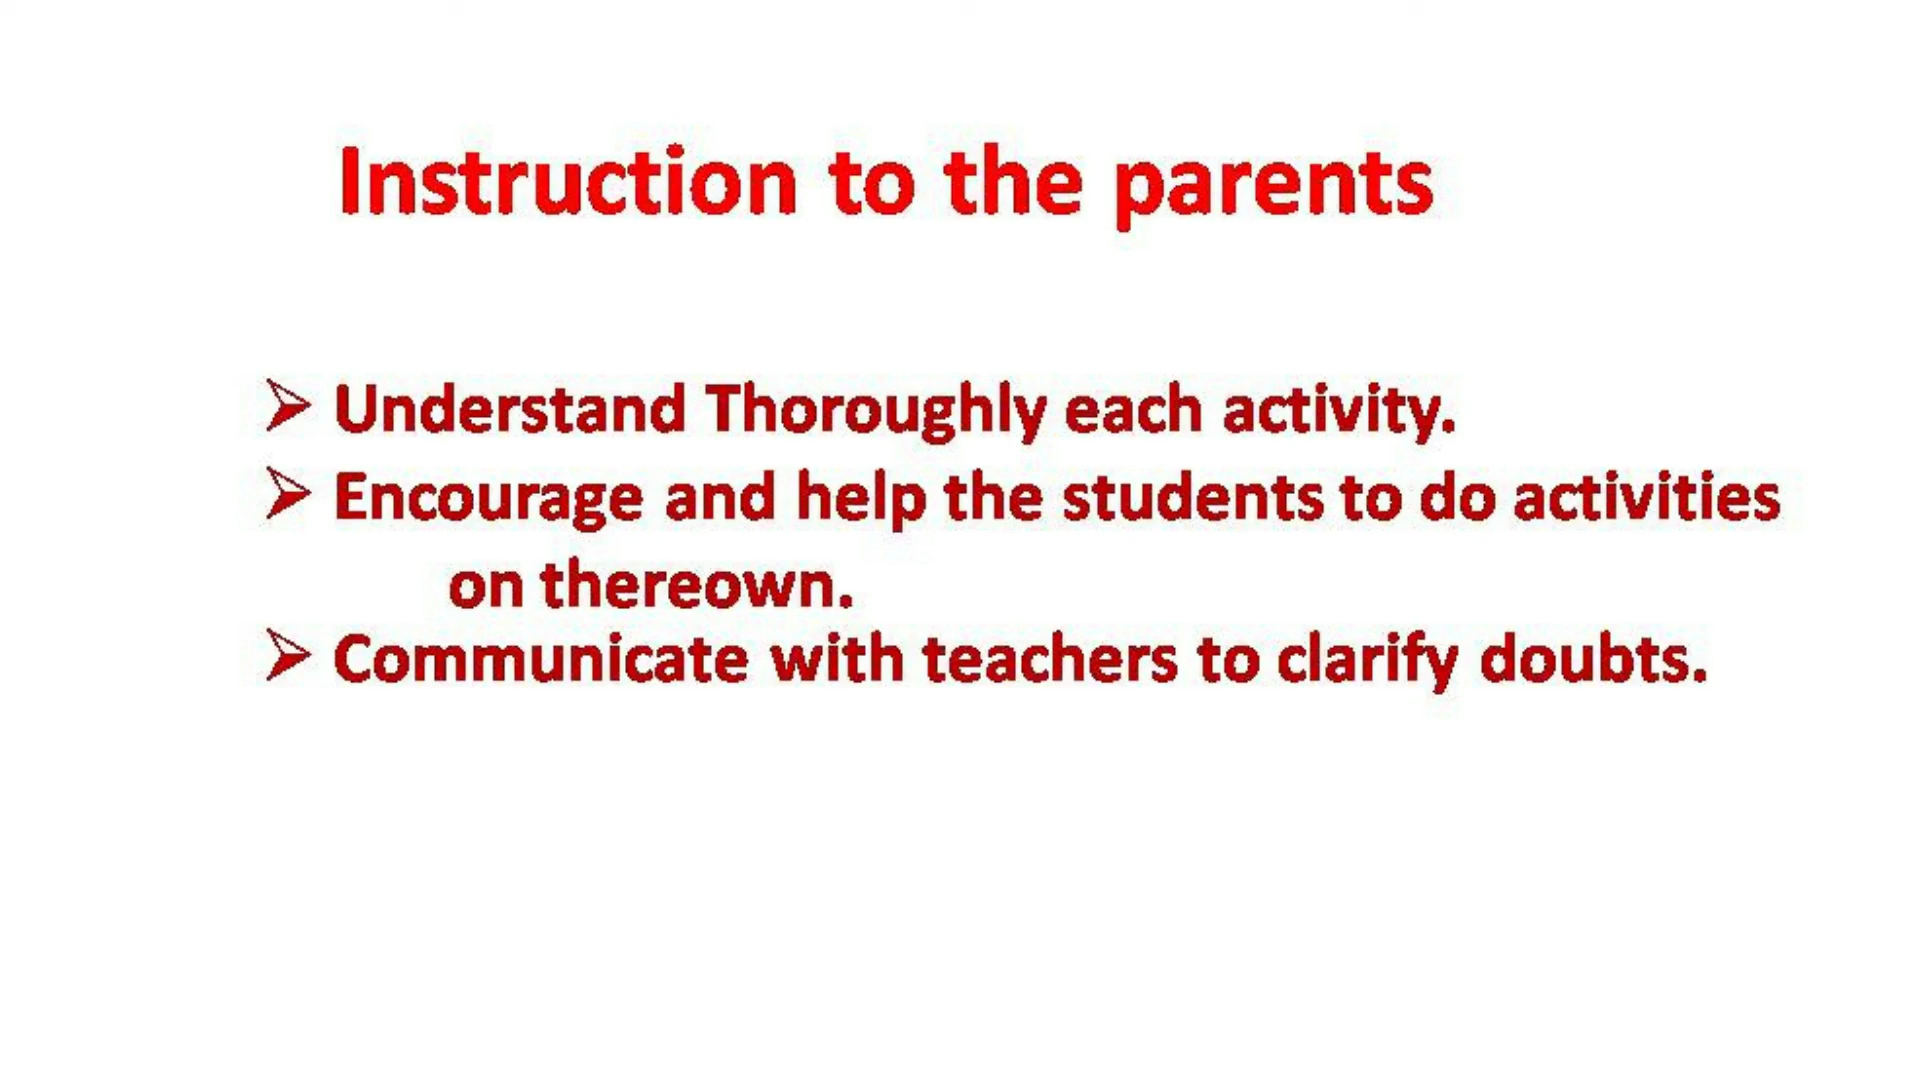 Instruction to the parents
➢ Understand Thoroughly each activity.
➢ Encourage and help the students to do activities
on thereown.
➢ Communicate with teachers to clarify doubts.